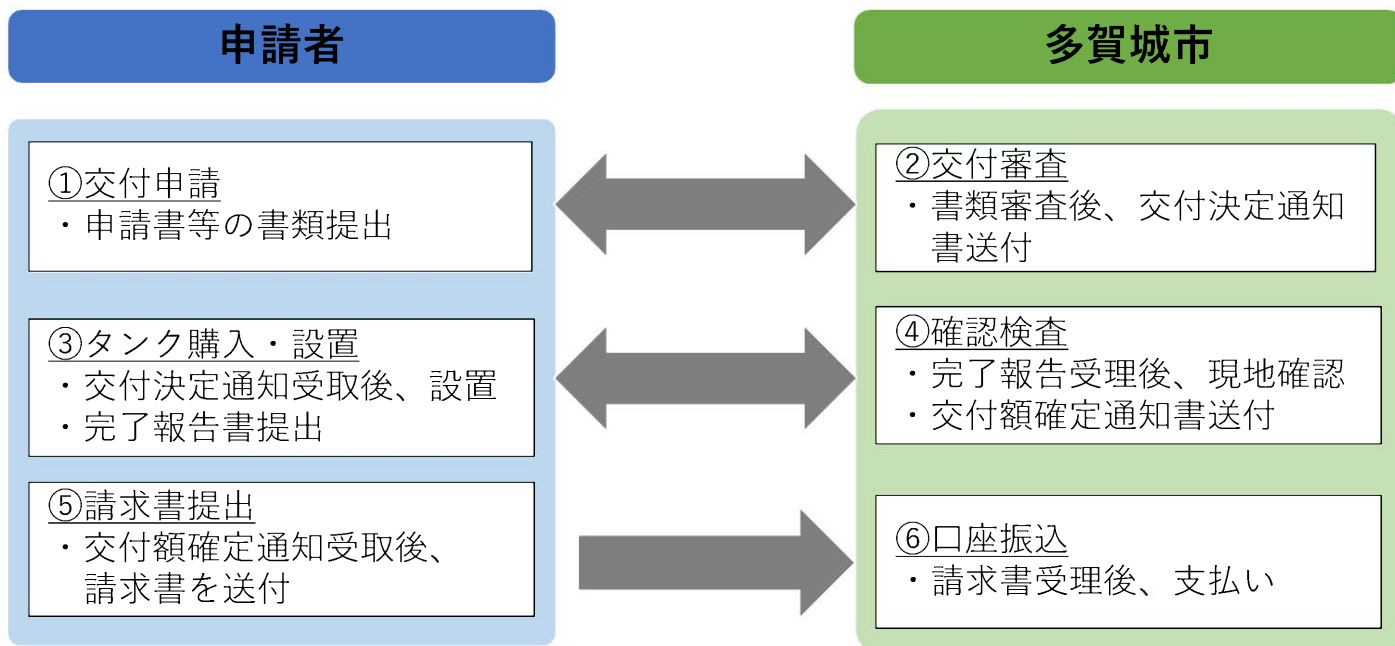 申請者
多賀城市
①交付申請
・申請書等の書類提出
②交付審査
・書類審査後、交付決定通知
書送付
③タンク購入・設置
・交付決定通知受取後、設置
・完了報告書提出
④確認検査
・完了報告受理後、現地確認
・交付額確定通知書送付
⑤請求書提出
・交付額確定通知受取後、
請求書を送付
⑥口座振込
・請求書受理後、支払い